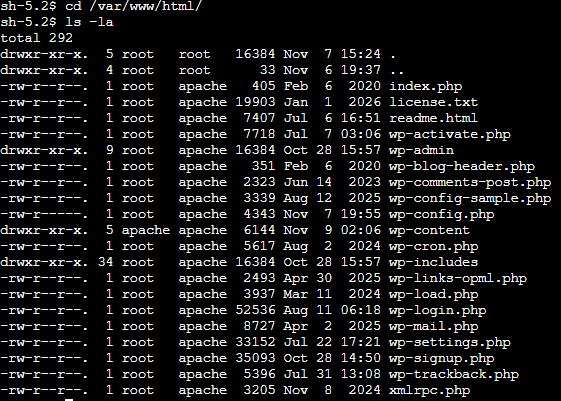 sh-5.2$ cd /var/www/html/
sh-5.2$ ls -la
total 292
drwxr-xr-x. 5 root root 16384 Nov 7 15:24 .
drwxr-xr-x. 4 root root 33 Nov 6 19:37 ..
-rw-r--r--. 1 root apache 405 Feb 6 2020 index.php
-rw-r--r--. 1 root apache 19903 Jan 1 2026 license.txt
-rw-r--r--. 1 root apache 7407 Jul 6 16:51 readme.html
-rw-r--r--. 1 root apache 7718 Jul 7 03:06 wp-activate.php
drwxr-xr-x. 9 root apache 16384 Oct 28 15:57 wp-admin
-rw-r--r--. 1 root apache 351 Feb 6 2020 wp-blog-header.php
-rw-r--r--. 1 root apache 2323 Jun 14 2023 wp-comments-post.php
-rw-r--r--. 1 root apache 3339 Aug 12 2025 wp-config-sample.php
-rw-r-----. 1 root apache 4343 Nov 7 19:55 wp-config.php
drwxr-xr-x. 5 apache apache 6144 Nov 9 02:06 wp-content
-rw-r--r--. 1 root apache 5617 Aug 2 2024 wp-cron.php
drwxr-xr-x. 34 root apache 16384 Oct 28 15:57 wp-includes
-rw-r--r--. 1 root apache 2493 Apr 30 2025 wp-links-opml.php
-rw-r--r--. 1 root apache 3937 Mar 11 2024 wp-load.php
-rw-r--r--. 1 root apache 52536 Aug 11 06:18 wp-login.php
-rw-r--r--. 1 root apache 8727 Apr 2 2025 wp-mail.php
-rw-r--r--. 1 root apache 33152 Jul 22 17:21 wp-settings.php
-rw-r--r--. 1 root apache 35093 Oct 28 14:50 wp-signup.php
-rw-r--r--. 1 root apache 5396 Jul 31 13:08 wp-trackback.php
-rw-r--r--. 1 root apache 3205 Nov 8 2024 xmlrpc.php